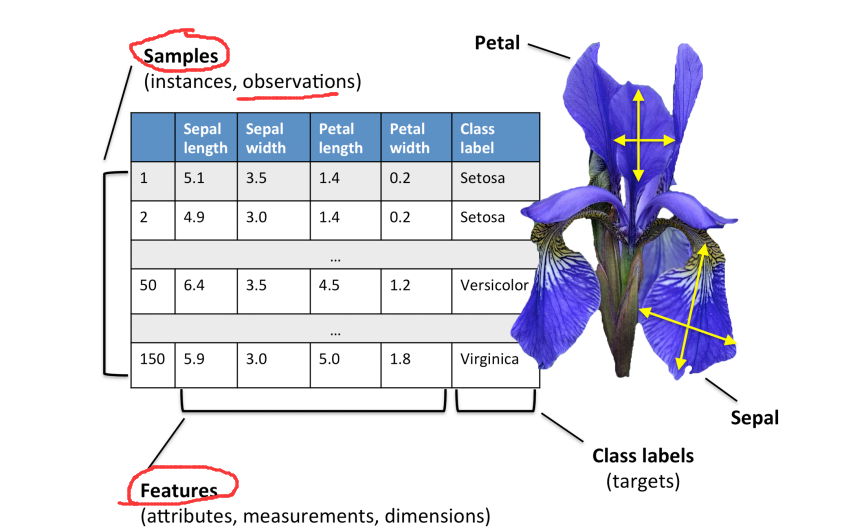 Samples
(instances, observations)
Petal
Sepal length Sepal width Petal length Petal width Class label
1 5.1 3.5 1.4 0.2 Setosa
2 4.9 3.0 1.4 0.2 Setosa
...
50 6.4 3.5 4.5 1.2 Versicolor
...
150 5.9 3.0 5.0 1.8 Virginica
Sepal
Class labels
(targets)
Features
(attributes, measurements, dimensions)